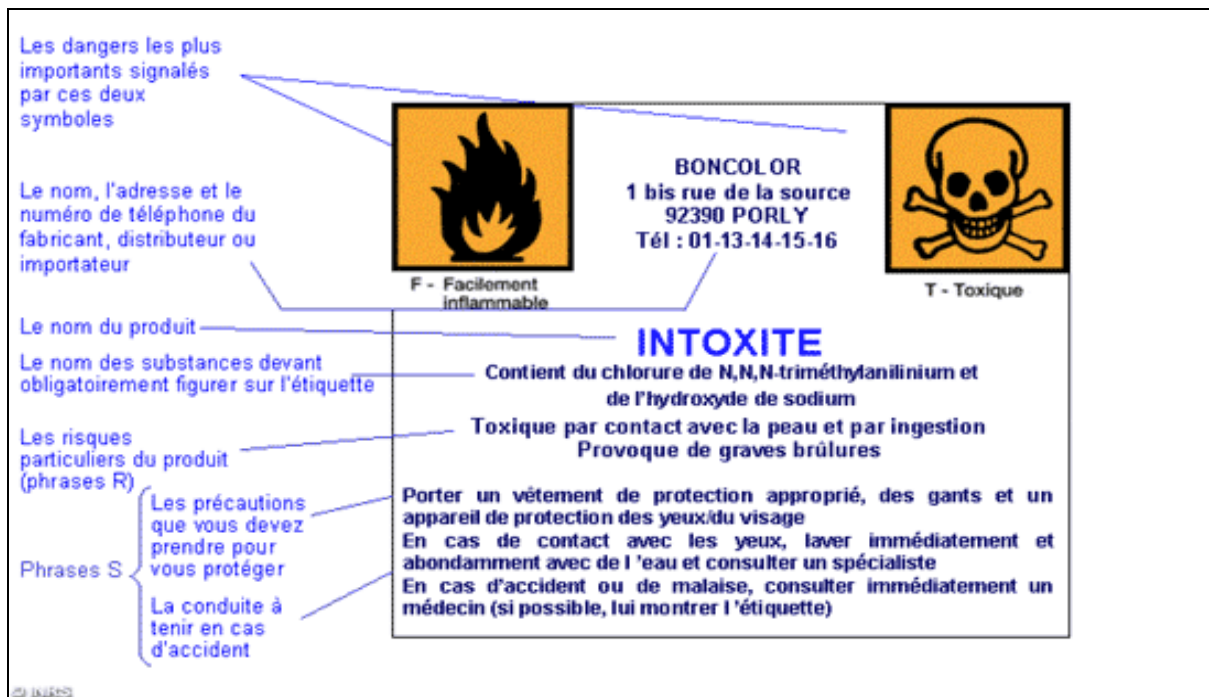 Les dangers les plus
importants signalés
par ces deux
symboles
Le nom, l'adresse et le
numéro de téléphone du
fabricant, distributeur ou
importateur
Le nom du produit
Le nom des substances devant
obligatoirement figurer sur l'étiquette
Les risques
particuliers du produit
(phrases R)
Phrases S
Les précautions
que vous devez
prendre pour
vous protéger
La conduite à
tenir en cas
d'accident
F - Facilement
inflammable
BONCOLOR
1 bis rue de la source
92390 PORLY
Tél : 01-13-14-15-16
T - Toxique
INTOXITE
Contient du chlorure de N,N,N-triméthylanilinium et
de l'hydroxyde de sodium
Toxique par contact avec la peau et par ingestion
Provoque de graves brûlures
Porter un vêtement de protection approprié, des gants et un
appareil de protection des yeux/du visage
En cas de contact avec les yeux, laver immédiatement et
abondamment avec de l 'eau et consulter un spécialiste
En cas d'accident ou de malaise, consulter immédiatement un
médecin (si possible, lui montrer l 'étiquette)
© INRS